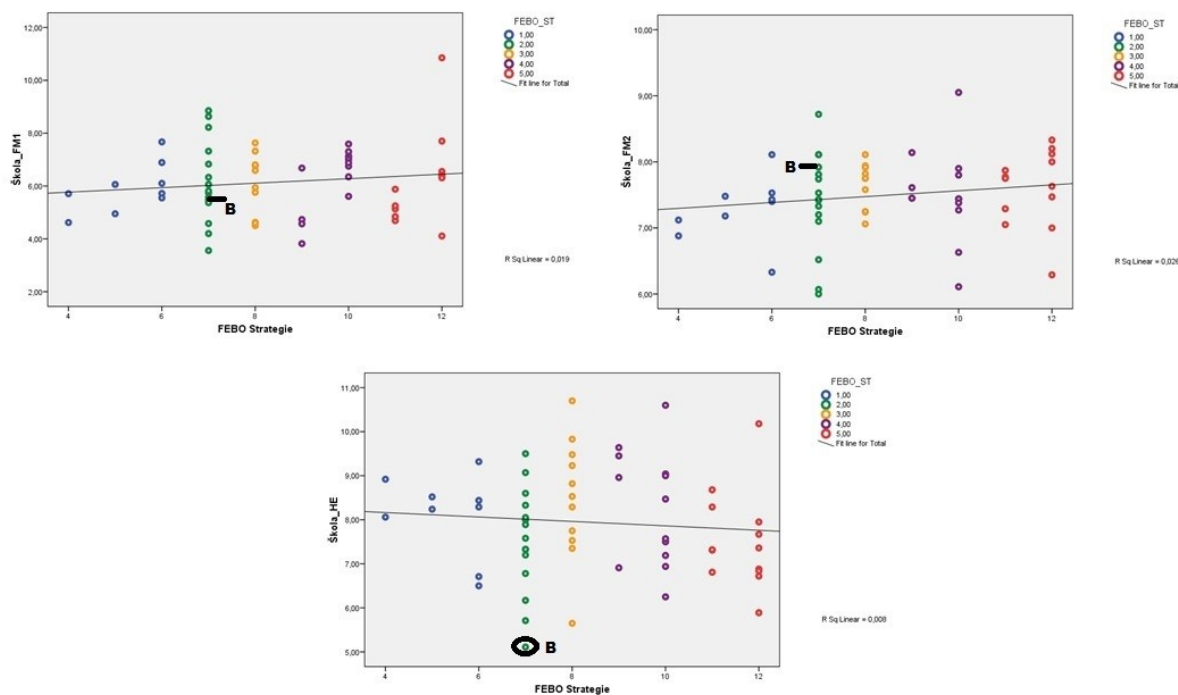 FEBO_ST
1,00
2,00
3,00
4,00
5,00
Fit line for Total
12,00
10,00
8,00
6,00
4,00
2,00
Škola_FM1
B
4
6
8
10
12
FEBO Strategie
R Sq Linear = 0,019
FEBO_ST
1,00
2,00
3,00
4,00
5,00
Fit line for Total
10,00
9,00
8,00
7,00
6,00
Škola_FM2
B
4
6
8
10
12
FEBO Strategie
R Sq Linear = 0,026
FEBO_ST
1,00
2,00
3,00
4,00
5,00
Fit line for Total
11,00
10,00
9,00
8,00
7,00
6,00
5,00
Škola_HE
B
4
6
8
10
12
FEBO Strategie
R Sq Linear = 0,008